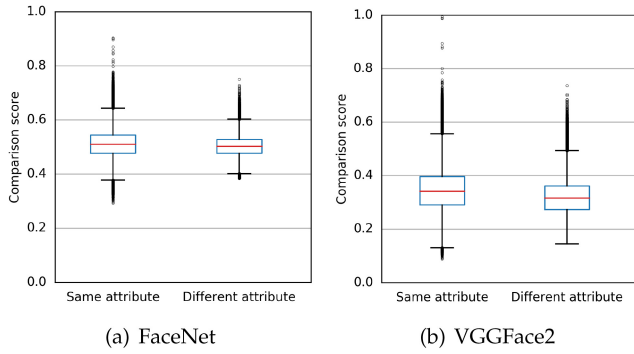 1.0
0.8
0.6
0.4
0.2
0.0
Comparison score
Same attribute
Different attribute
(a) FaceNet
1.0
0.8
0.6
0.4
0.2
0.0
Comparison score
Same attribute
Different attribute
(b) VGGFace2